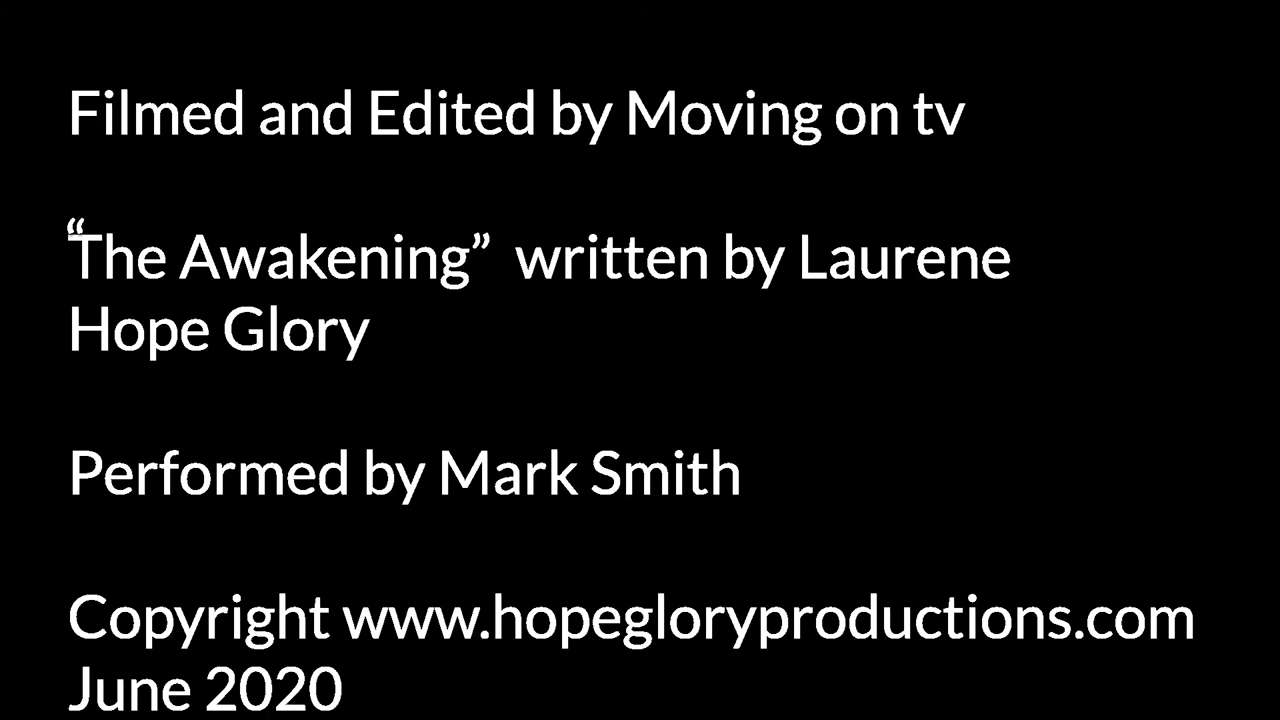 Filmed and Edited by Moving on tv
“The Awakening”  written by Laurene
Hope Glory
Performed by Mark Smith
Copyright www.hopegloryproductions.com
June 2020